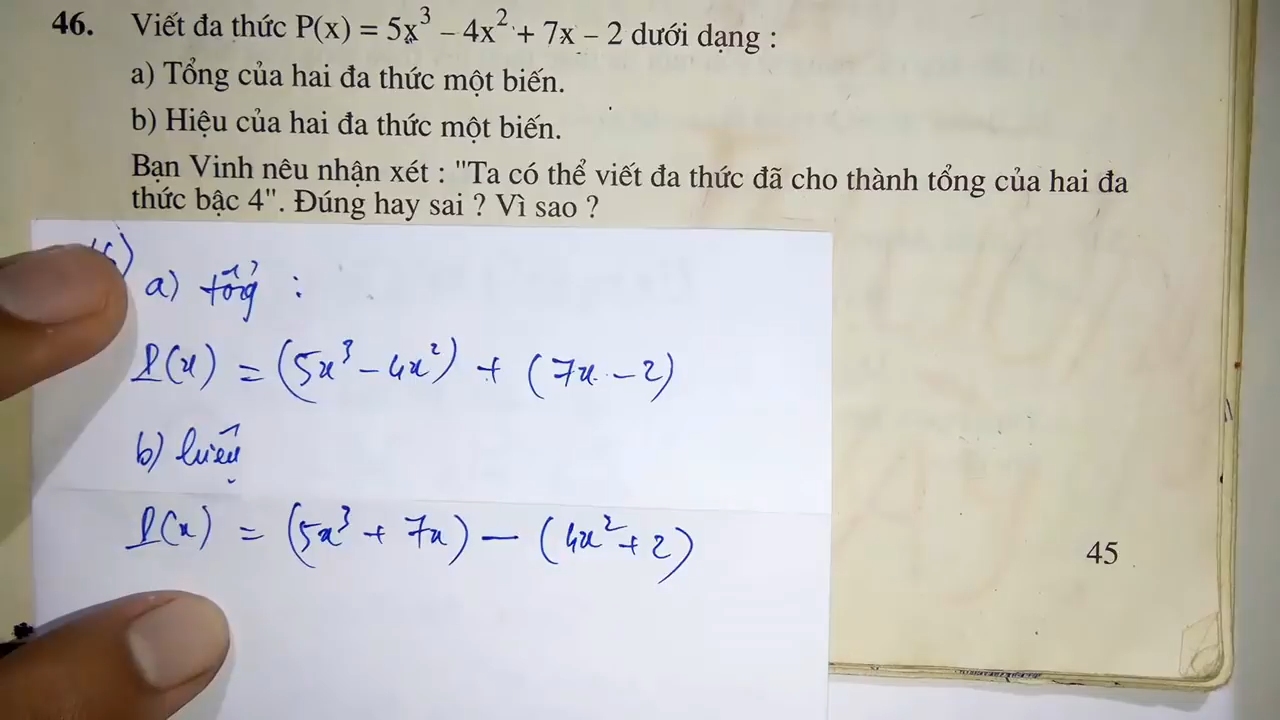 46. Viết đa thức P(x) = 5x³ – 4x² + 7x – 2 dưới dạng :
a) Tổng của hai đa thức một biến.
b) Hiệu của hai đa thức một biến.
Bạn Vinh nêu nhận xét : "Ta có thể viết đa thức đã cho thành tổng của hai đa
thức bậc 4". Đúng hay sai ? Vì sao ?
a) tổng :
P(x) = (5x³ – 4x²) + (7x – 2)
b) hiệu
P(x) = (5x³ + 7x) – (4x² + 2)
45